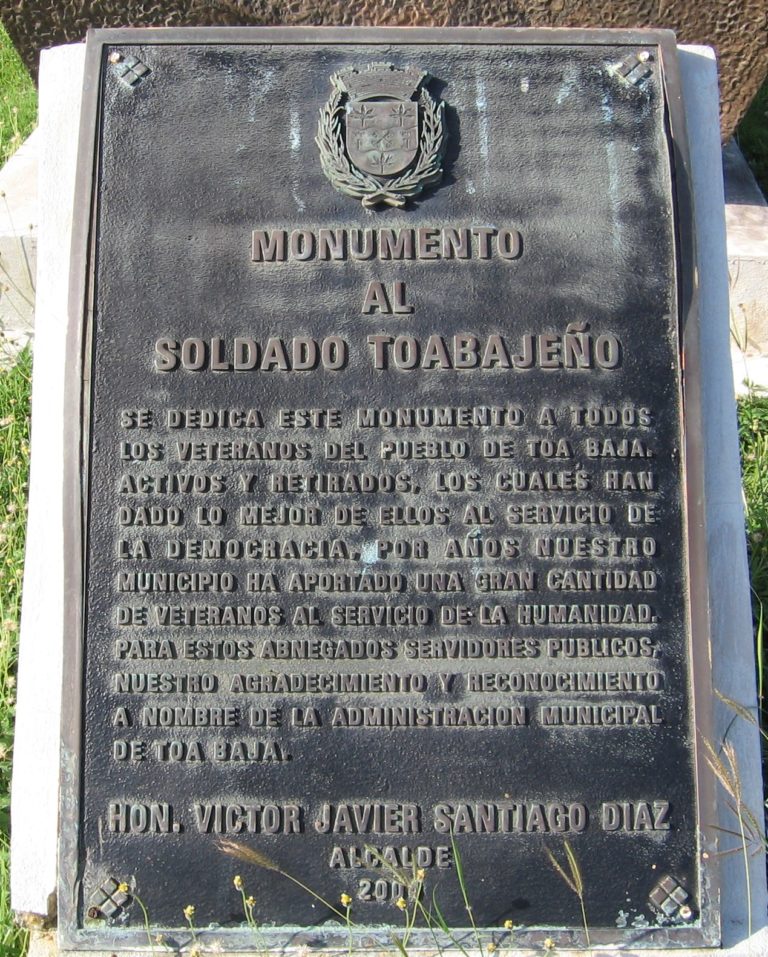 MONUMENTO
AL
SOLDADO TOABAJEÑO
SE DEDICA ESTE MONUMENTO A TODOS
LOS VETERANOS DEL PUEBLO DE TOA BAJA.
ACTIVOS Y RETIRADOS, LOS CUALES HAN
DADO LO MEJOR DE ELLOS AL SERVICIO DE
LA DEMOCRACIA. POR AÑOS NUESTRO
MUNICIPIO HA APORTADO UNA GRAN CANTIDAD
DE VETERANOS AL SERVICIO DE LA HUMANIDAD.
PARA ESTOS ABNEGADOS SERVIDORES PUBLICOS,
NUESTRO AGRADECIMIENTO Y RECONOCIMIENTO
A NOMBRE DE LA ADMINISTRACION MUNICIPAL
DE TOA BAJA.
HON. VICTOR JAVIER SANTIAGO DIAZ
ALCALDE